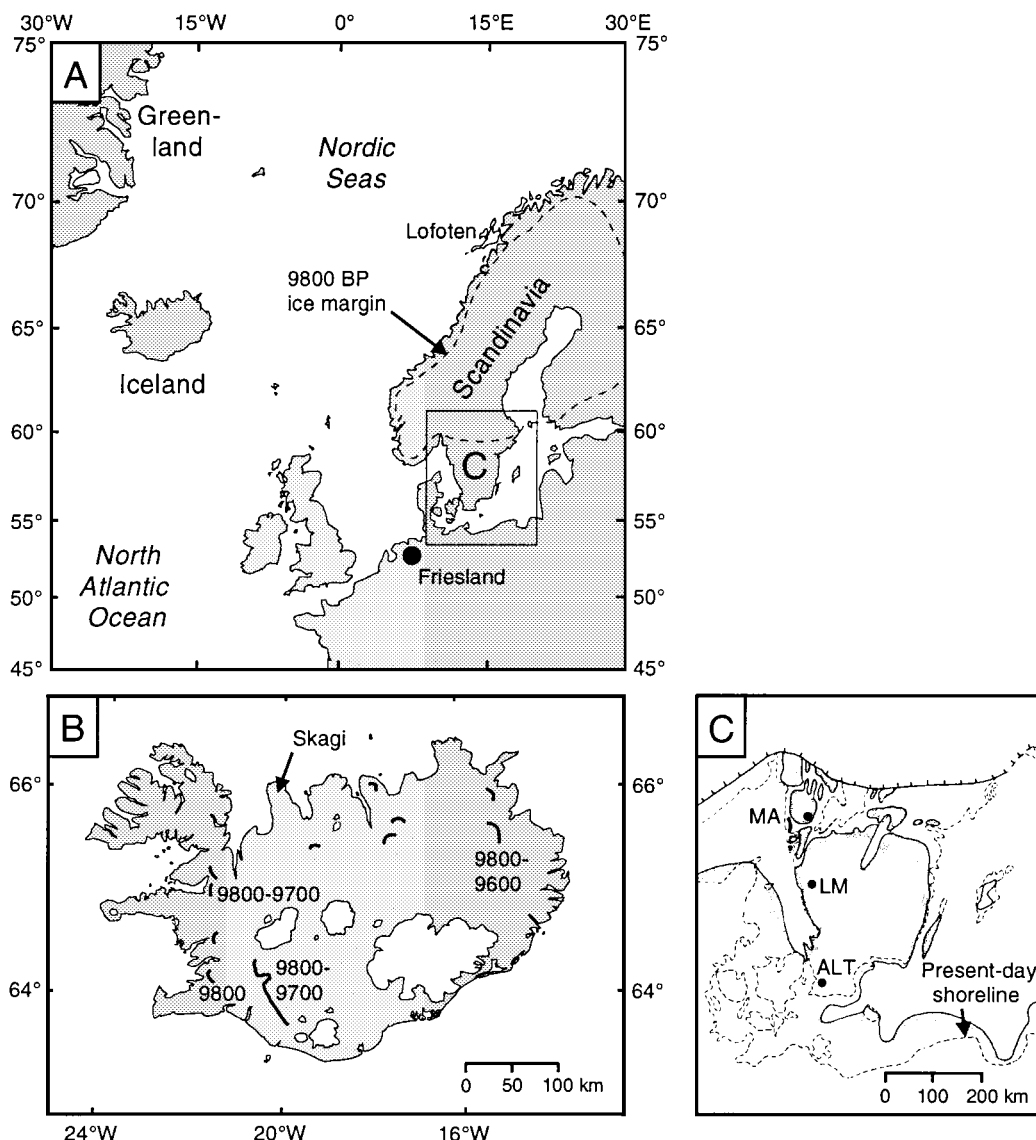 30°W 15°W 0° 15°E 30°E
75° 75°
A
Green-
land
Nordic
Seas
70° 70°
Lofoten
9800 BP
ice margin
Scandinavia
65° 65°
Iceland
60° 60°
C
55° 55°
North
Atlantic
Ocean
Friesland
50° 50°
45° 45°
B
Skagi
66° 66°
9800-
9600
9800-9700
9800-
9700
9800
64° 64°
0 50 100 km
24°W 20°W 16°W
C
MA
LM
ALT
Present-day
shoreline
0 100 200 km